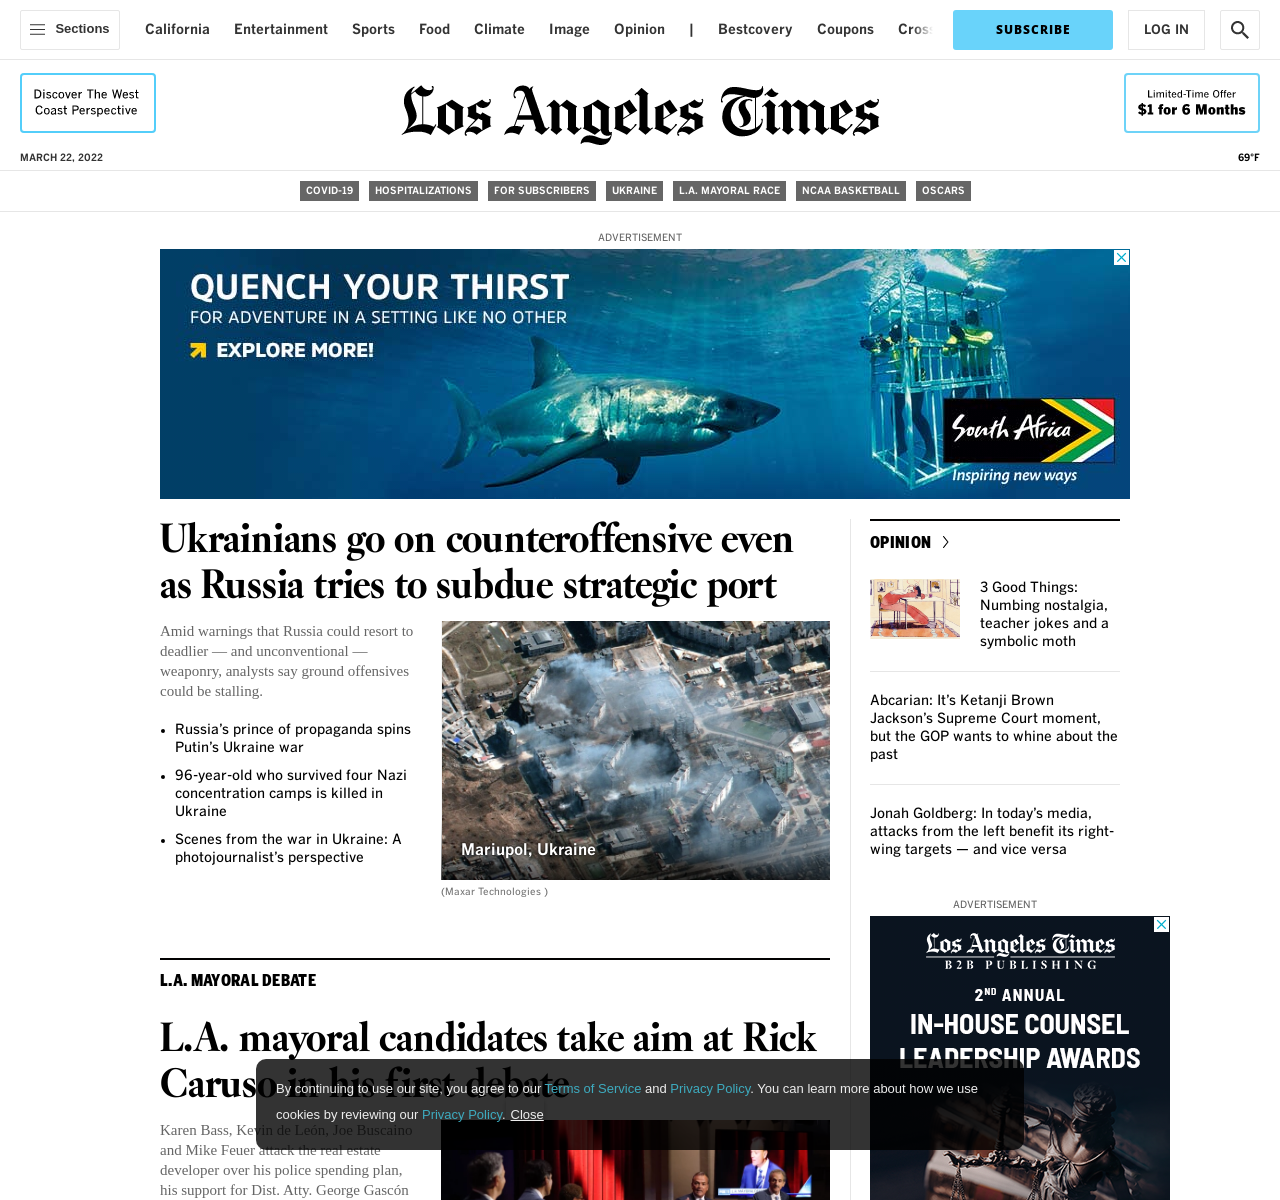 Sections
California Entertainment Sports Food Climate Image Opinion | Bestcovery Coupons Cross
SUBSCRIBE
LOG IN
Discover The West
Coast Perspective
Los Angeles Times
Limited-Time Offer
$1 for 6 Months
MARCH 22, 2022
69°F
COVID-19 HOSPITALIZATIONS FOR SUBSCRIBERS UKRAINE L.A. MAYORAL RACE NCAA BASKETBALL OSCARS
ADVERTISEMENT
QUENCH YOUR THIRST
FOR ADVENTURE IN A SETTING LIKE NO OTHER
EXPLORE MORE!
South Africa
Inspiring new ways
Ukrainians go on counteroffensive even
as Russia tries to subdue strategic port
Amid warnings that Russia could resort to
deadlier — and unconventional —
weaponry, analysts say ground offensives
could be stalling.
• Russia’s prince of propaganda spins
Putin’s Ukraine war
• 96-year-old who survived four Nazi
concentration camps is killed in
Ukraine
• Scenes from the war in Ukraine: A
photojournalist’s perspective
Mariupol, Ukraine
(Maxar Technologies )
OPINION
3 Good Things:
Numbing nostalgia,
teacher jokes and a
symbolic moth
Abcarian: It’s Ketanji Brown
Jackson’s Supreme Court moment,
but the GOP wants to whine about the
past
Jonah Goldberg: In today’s media,
attacks from the left benefit its right-
wing targets — and vice versa
ADVERTISEMENT
Los Angeles Times
B2B PUBLISHING
2ND ANNUAL
IN-HOUSE COUNSEL
LEADERSHIP AWARDS
L.A. MAYORAL DEBATE
L.A. mayoral candidates take aim at Rick
Caruso in his first debate
Karen Bass, Kevin de León, Joe Buscaino
and Mike Feuer attack the real estate
developer over his police spending plan,
his support for Dist. Atty. George Gascón
By continuing to use our site, you agree to our Terms of Service and Privacy Policy. You can learn more about how we use
cookies by reviewing our Privacy Policy. Close